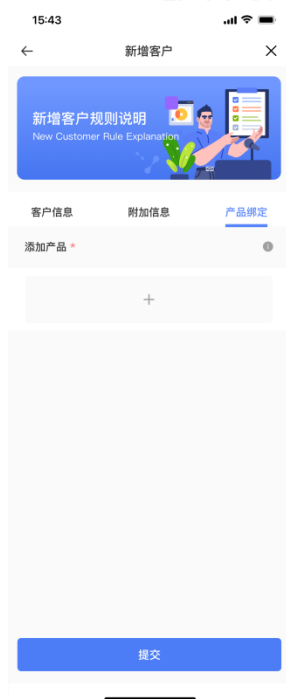 15:43
新增客户
新增客户规则说明
New Customer Rule Explanation
客户信息 附加信息 产品绑定
添加产品 *
提交